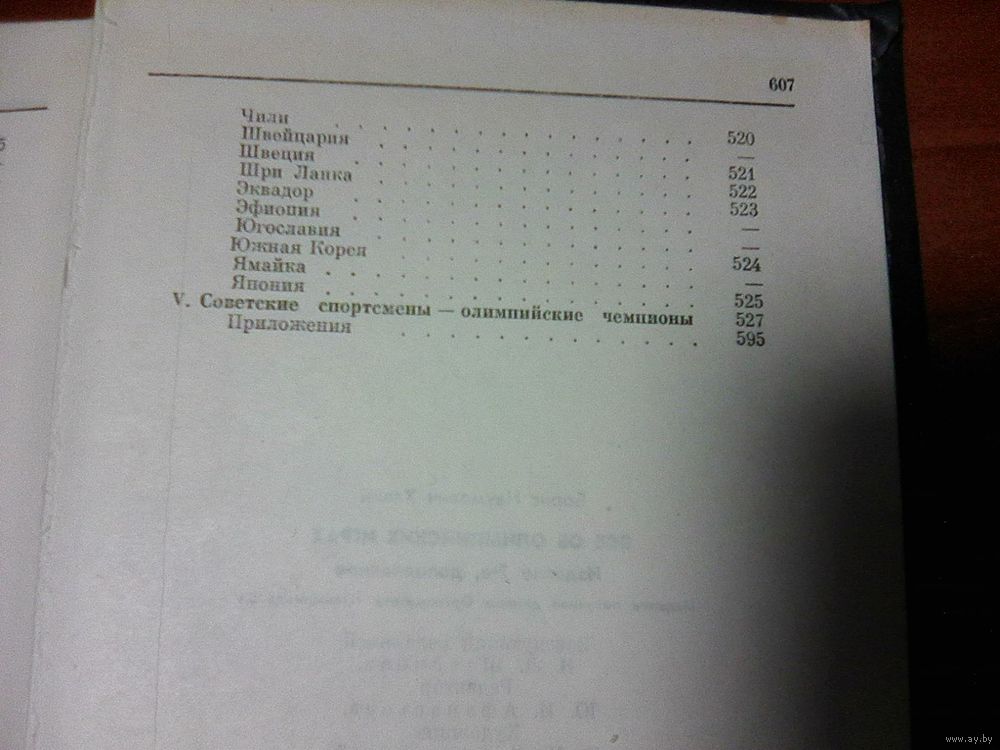 607
Чили . . . . . . . . . . . . 520
Швейцария . . . . . . . . . . . . —
Швеция . . . . . . . . . . . . 521
Шри Ланка . . . . . . . . . . . . 522
Эквадор . . . . . . . . . . . . 523
Эфиопия . . . . . . . . . . . . —
Югославия . . . . . . . . . . . . —
Южная Корея . . . . . . . . . . . . 524
Ямайка . . . . . . . . . . . . —
Япония . . . . . . . . . . . . 525
V. Советские спортсмены — олимпийские чемпионы 527
Приложения . . . . . . . . . . . . 595
www.ay.by